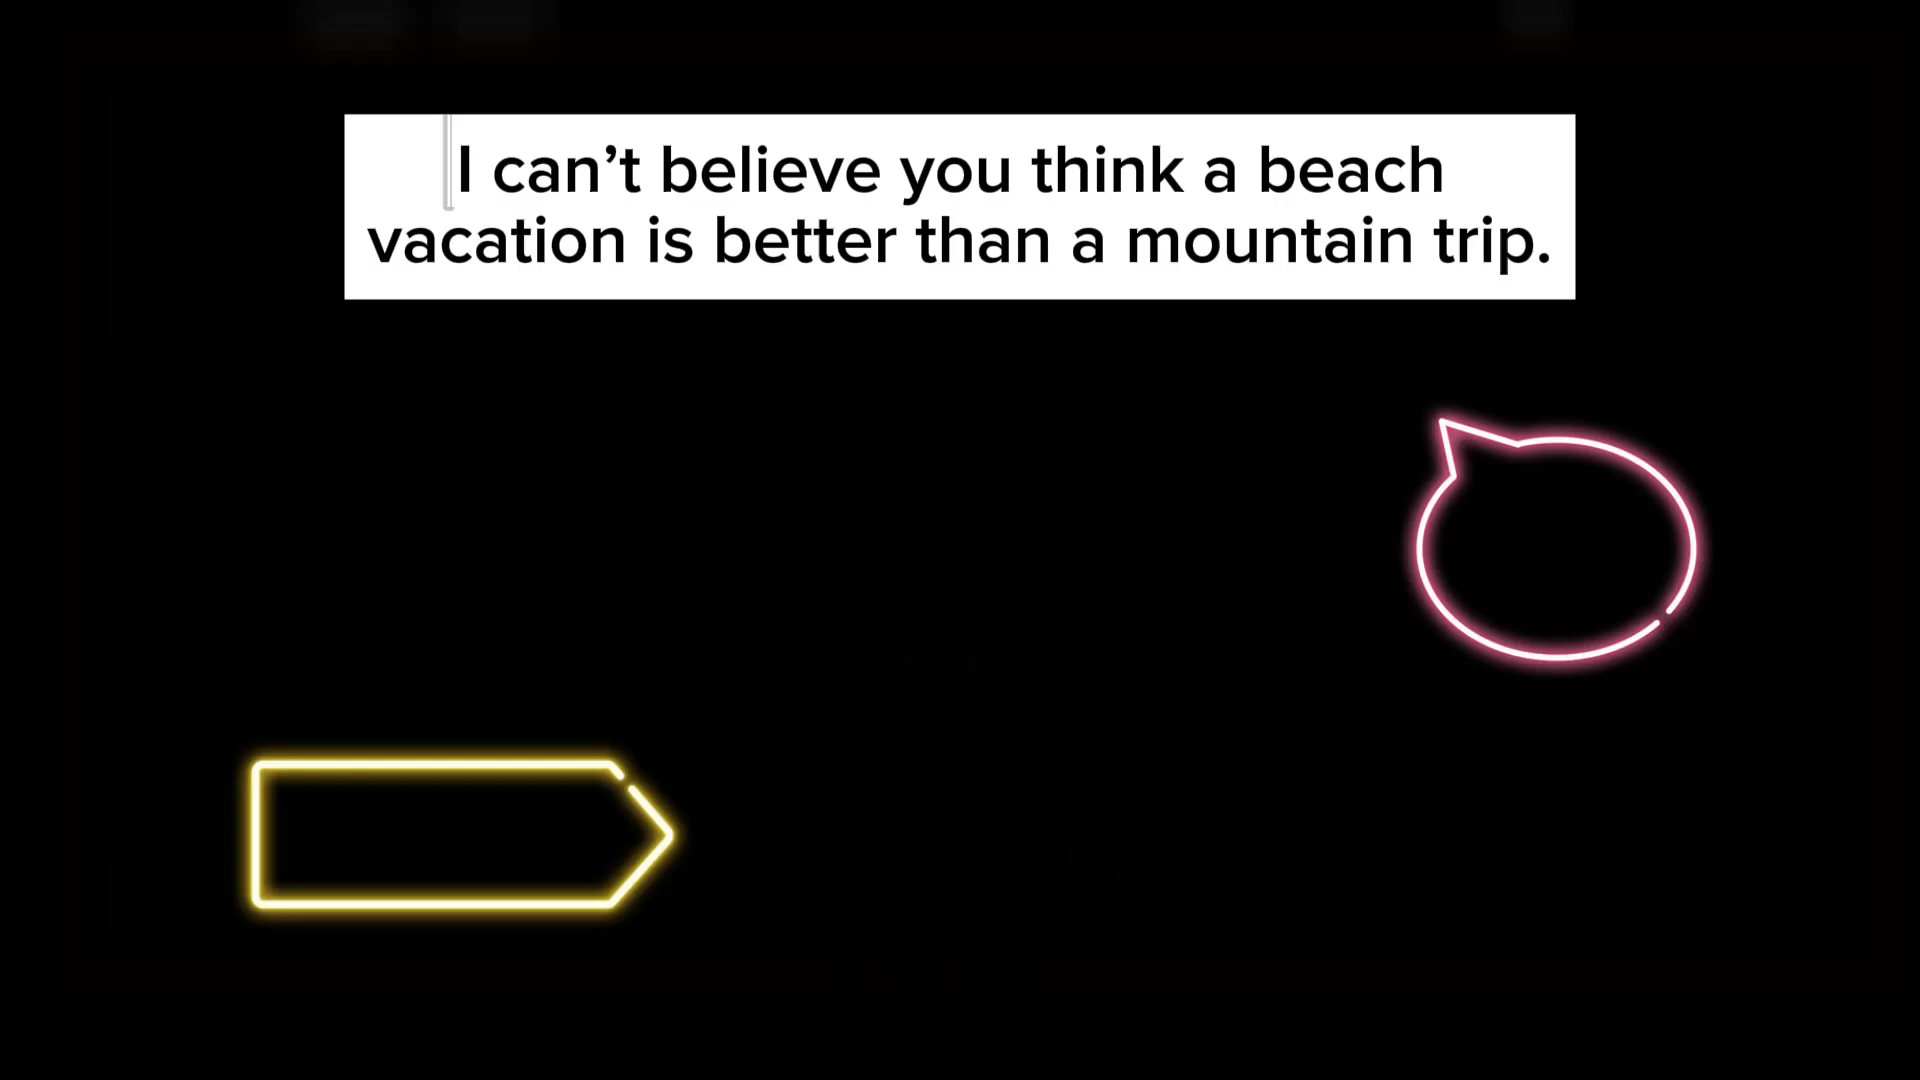 I can’t believe you think a beach
vacation is better than a mountain trip.